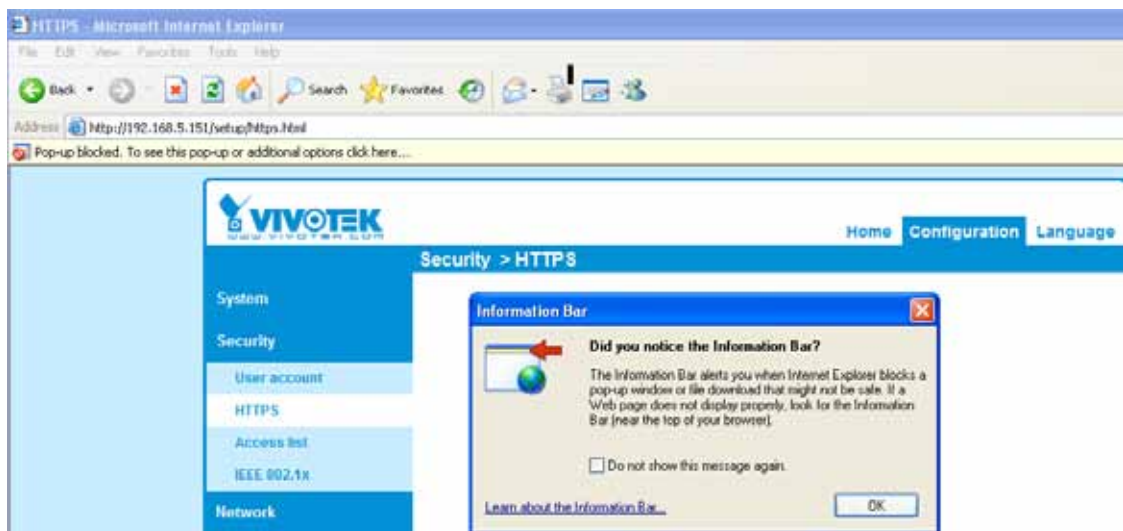 HTTPS - Microsoft Internet Explorer
File Edit View Favorites Tools Help
Back Search Favorites
Address http://192.168.5.151/setup/https.html
Pop-up blocked. To see this pop-up or additional options click here....
VIVOTEK
WWW.VIVOTEK.COM
Home Configuration Language
Security > HTTPS
System
Security
User account
HTTPS
Access list
IEEE 802.1x
Network
Information Bar
Did you notice the Information Bar?
The Information Bar alerts you when Internet Explorer blocks a
pop-up window or file download that might not be safe. If a
Web page does not display properly, look for the Information
Bar (near the top of your browser).
Do not show this message again.
Learn about the Information Bar...
OK